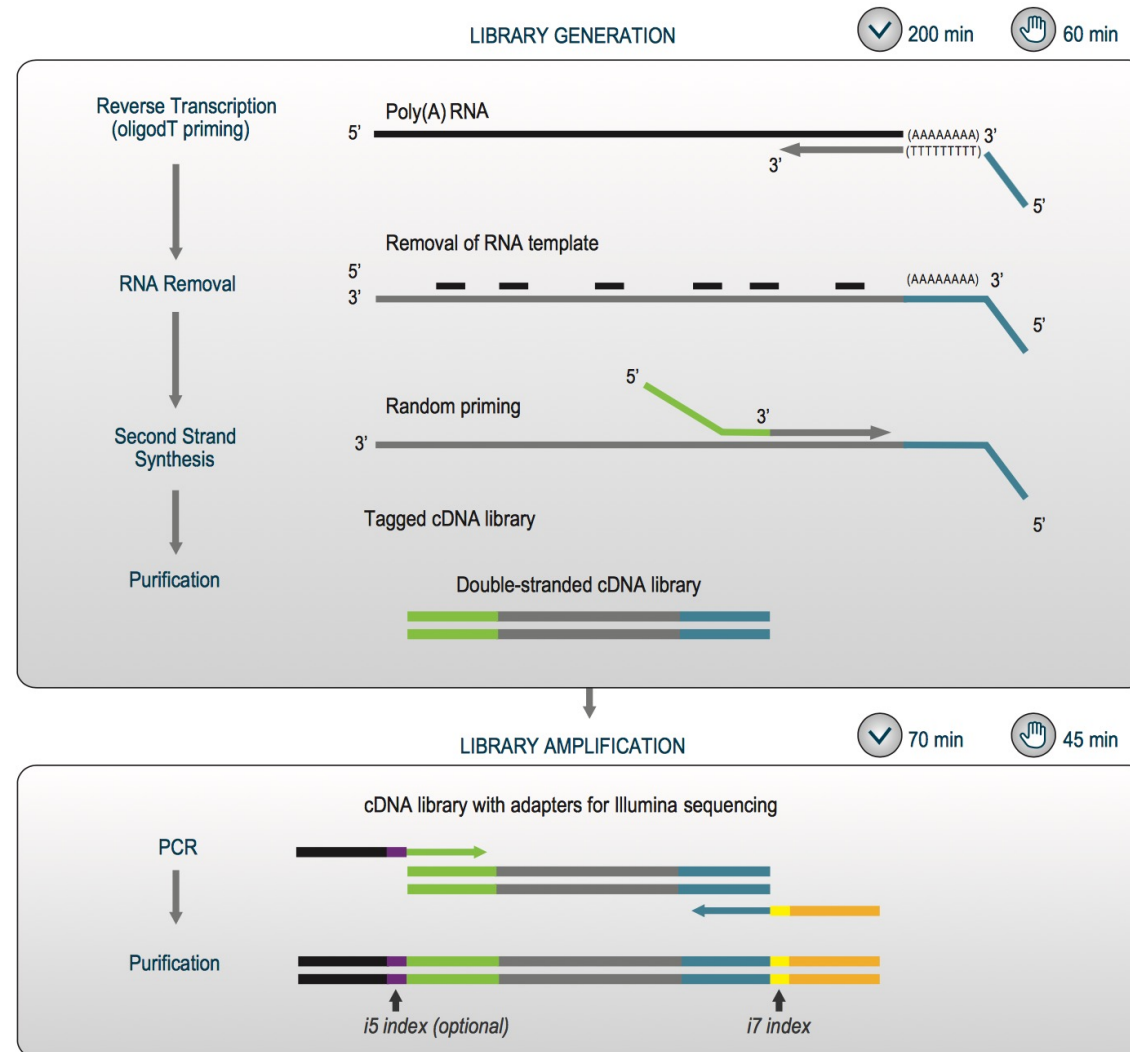 LIBRARY GENERATION
200 min
60 min
Reverse Transcription
(oligodT priming)
Poly(A) RNA
5’
(AAAAAAAA) 3’
3’
(TTTTTTTTT)
5’
Removal of RNA template
RNA Removal
5’
3’
(AAAAAAAA) 3’
5’
5’
Random priming
3’
Second Strand
Synthesis
3’
5’
Tagged cDNA library
Purification
Double-stranded cDNA library
LIBRARY AMPLIFICATION
70 min
45 min
cDNA library with adapters for Illumina sequencing
PCR
Purification
i5 index (optional)
i7 index